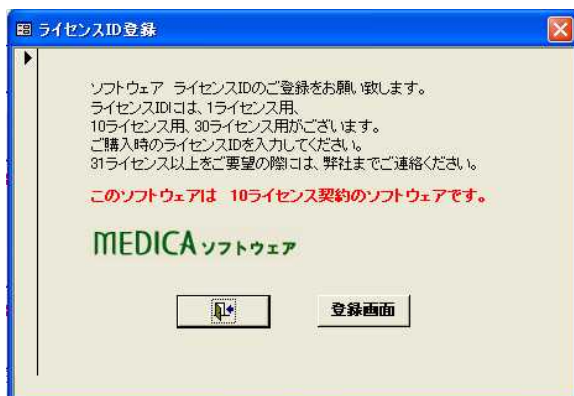 ライセンスID登録
ソフトウェア ライセンスIDのご登録をお願い致します。
ライセンスIDには、1ライセンス用、
10ライセンス用、30ライセンス用がございます。
ご購入時のライセンスIDを入力してください。
31ライセンス以上をご要望の際には、弊社までご連絡ください。
このソフトウェアは 10ライセンス契約のソフトウェアです。
MEDICAソフトウェア
登録画面